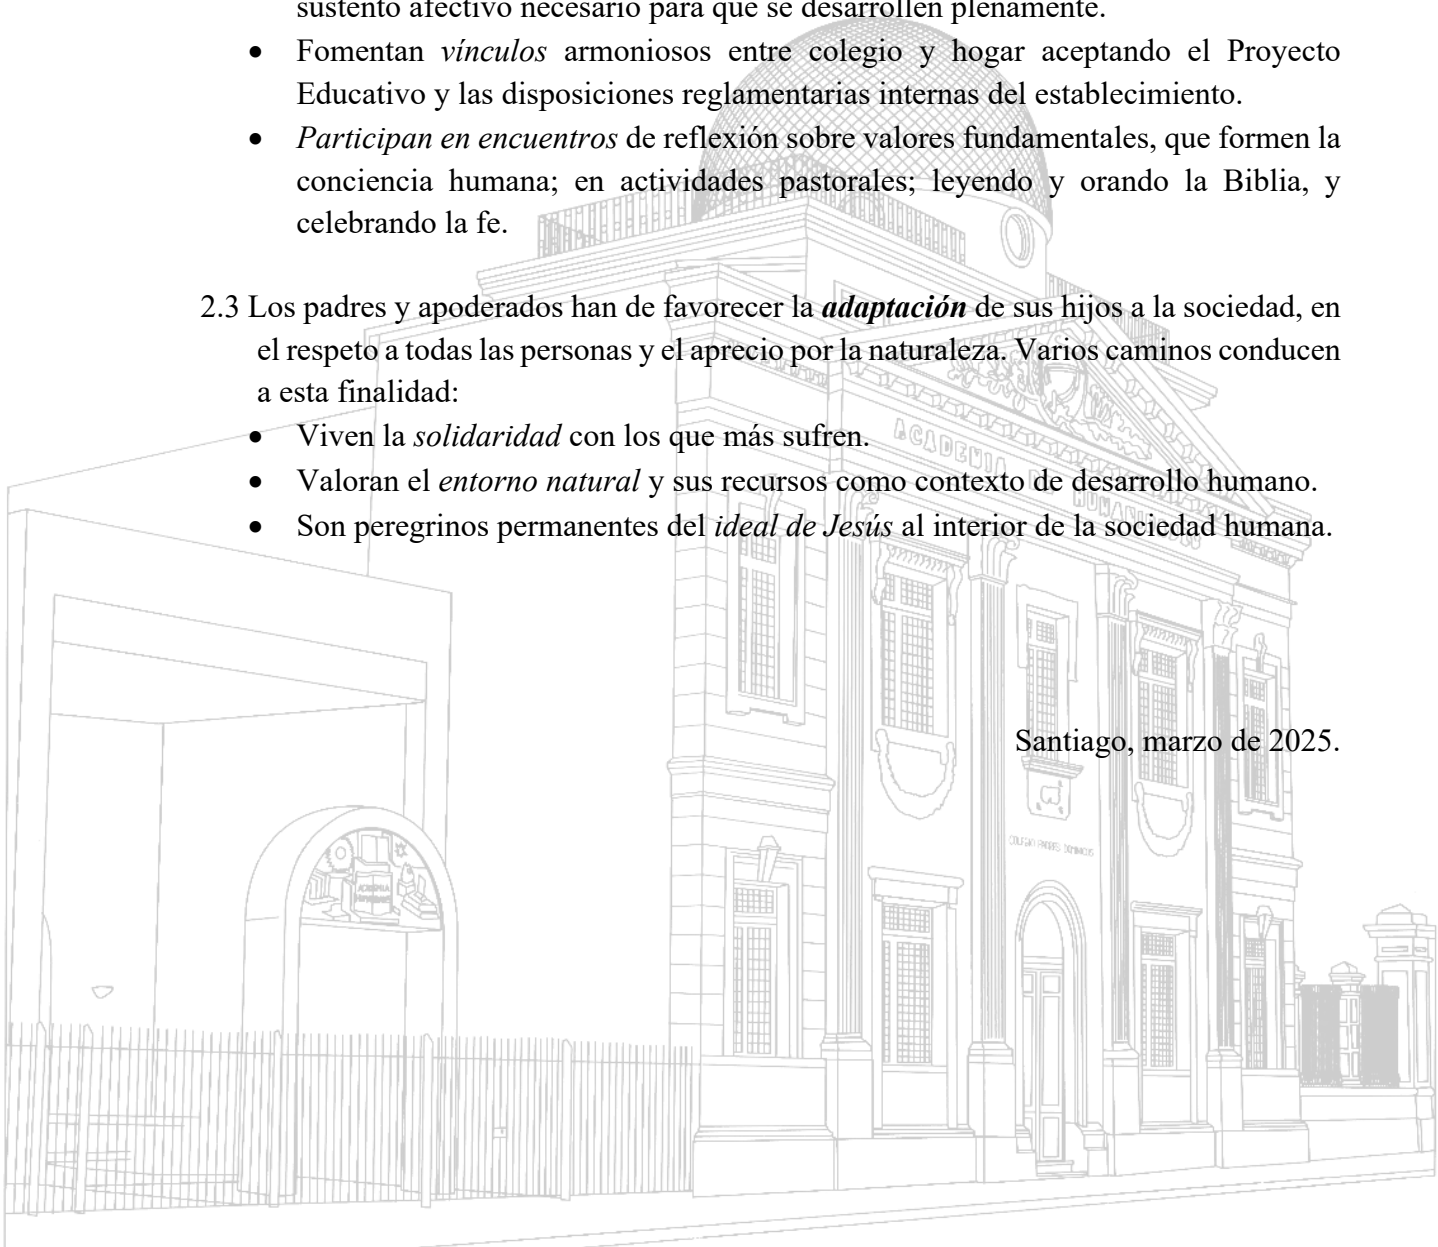 sustento afectivo necesario para que se desarrollen plenamente.
• Fomentan vínculos armoniosos entre colegio y hogar aceptando el Proyecto
Educativo y las disposiciones reglamentarias internas del establecimiento.
• Participan en encuentros de reflexión sobre valores fundamentales, que formen la
conciencia humana; en actividades pastorales; leyendo y orando la Biblia, y
celebrando la fe.
2.3 Los padres y apoderados han de favorecer la adaptación de sus hijos a la sociedad, en
el respeto a todas las personas y el aprecio por la naturaleza. Varios caminos conducen
a esta finalidad:
• Viven la solidaridad con los que más sufren.
• Valoran el entorno natural y sus recursos como contexto de desarrollo humano.
• Son peregrinos permanentes del ideal de Jesús al interior de la sociedad humana.
Santiago, marzo de 2025.
ACADEMIA DE
COLEGIO PADRES DOMINICOS
ACADEMIA